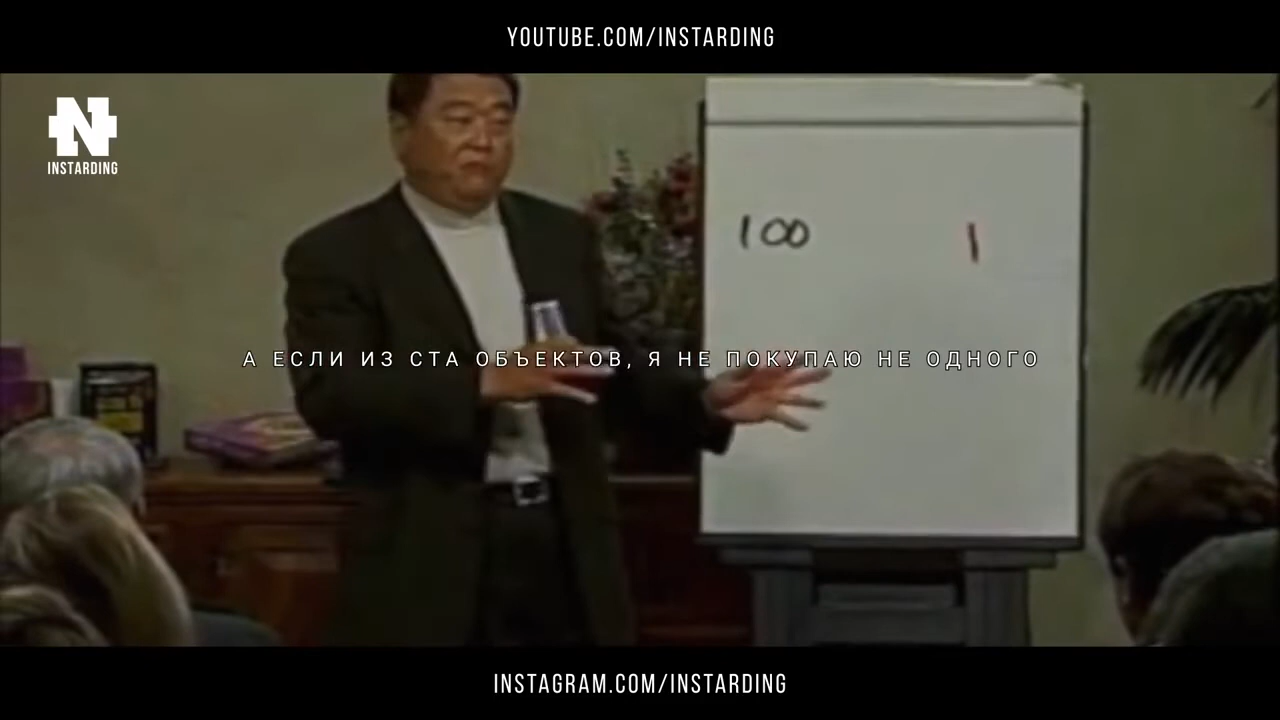 YOUTUBE.COM/INSTARDING
N
INSTARDING
100
1
А ЕСЛИ ИЗ СТА ОБЪЕКТОВ, Я НЕ ПОКУПАЮ НЕ ОДНОГО
INSTAGRAM.COM/INSTARDING